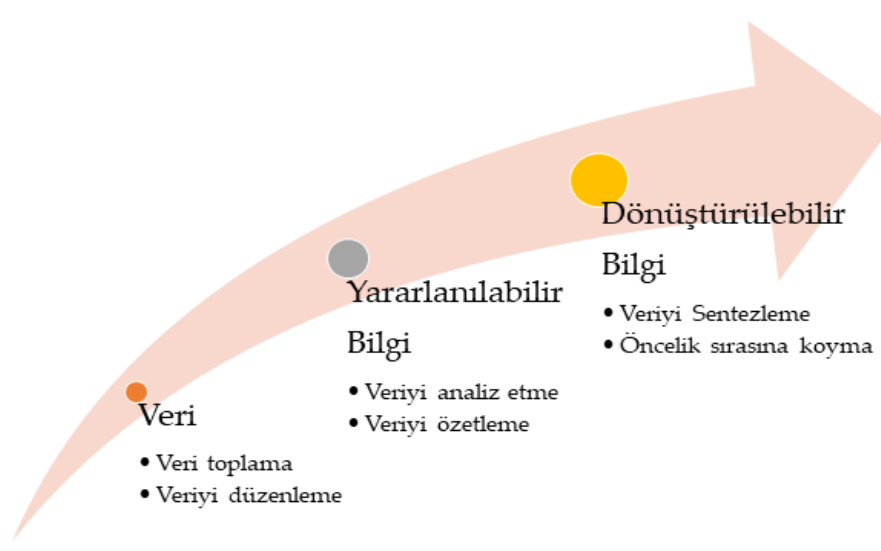 Veri
• Veri toplama
• Veriyi düzenleme
Yararlanılabilir
Bilgi
• Veriyi analiz etme
• Veriyi özetleme
Dönüştürülebilir
Bilgi
• Veriyi Sentezleme
• Öncelik sırasına koyma